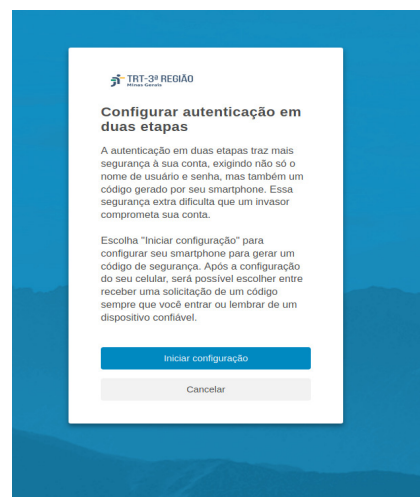 TRT-3ª REGIÃO
Minas Gerais
Configurar autenticação em
duas etapas
A autenticação em duas etapas traz mais
segurança à sua conta, exigindo não só o
nome de usuário e senha, mas também um
código gerado por seu smartphone. Essa
segurança extra dificulta que um invasor
comprometa sua conta.
Escolha "Iniciar configuração" para
configurar seu smartphone para gerar um
código de segurança. Após a configuração
do seu celular, será possível escolher entre
receber uma solicitação de um código
sempre que você entrar ou lembrar de um
dispositivo confiável.
Iniciar configuração
Cancelar